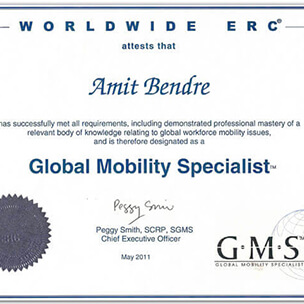 WORLDWIDE ERC®
attests that
Amit Bendre
has successfully met all requirements, including demonstrated professional mastery of a
relevant body of knowledge relating to global workforce mobility issues,
and is therefore designated as a
Global Mobility Specialist™
Peggy Smith
Peggy Smith, SCRP, SGMS
Chief Executive Officer
May 2011
G·M·S™
GLOBAL MOBILITY SPECIALIST